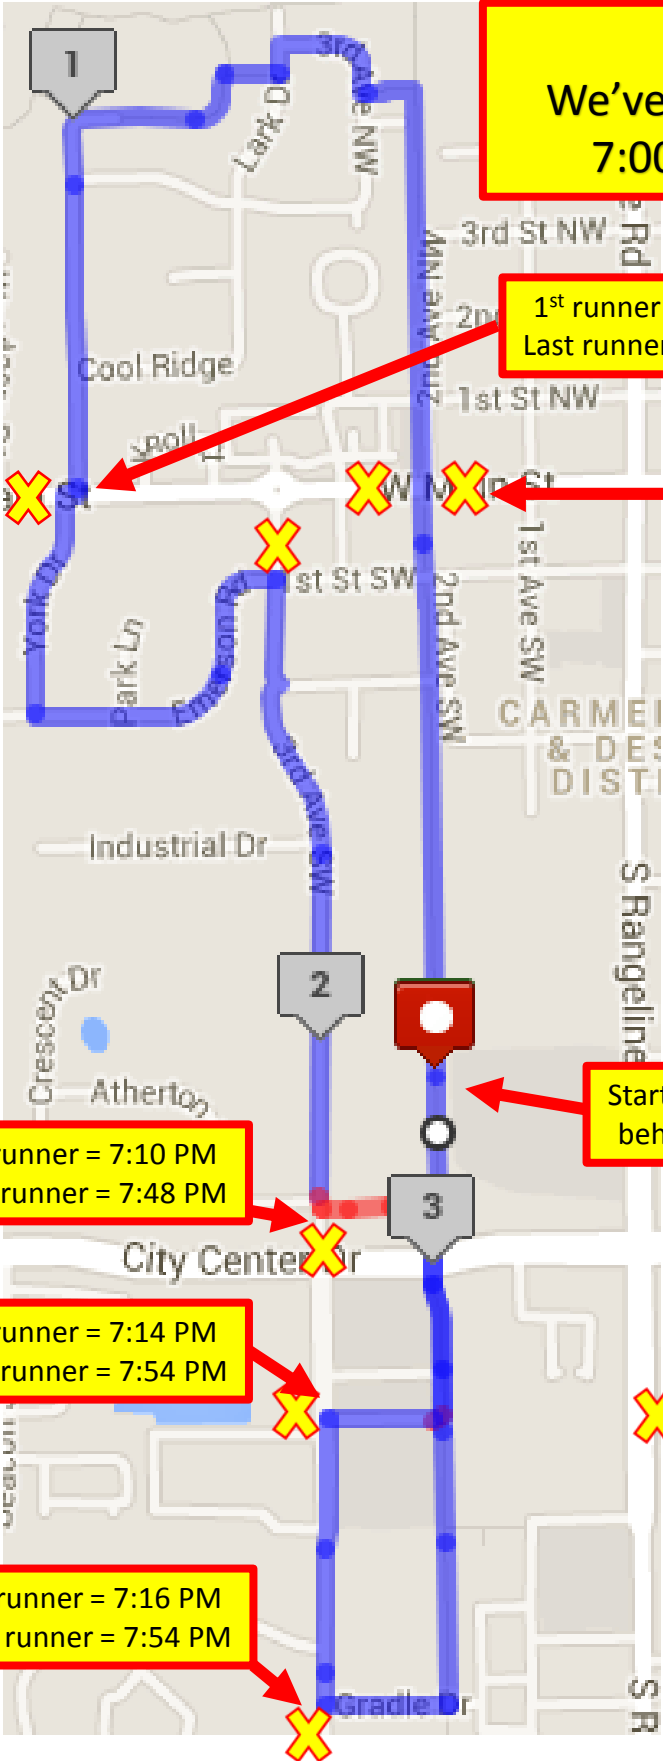 1
3rd Ave NW
We've
7:00
Lark Dr
3rd St NW
2nd Ave NW
1st runner
Last runner
Cool Ridge
1st St NW
St
W Main St
York Dr
1st St SW
1st Ave SW
Park Ln
Emerson Rd
2nd Ave SW
CARMEL
& DES
DISTR
3rd Ave SW
Industrial Dr
S Rangeline
2
Crescent Dr
Atherton
Start
beh
runner = 7:10 PM
runner = 7:48 PM
3
City Center Dr
runner = 7:14 PM
runner = 7:54 PM
runner = 7:16 PM
runner = 7:54 PM
Gradle Dr
S R